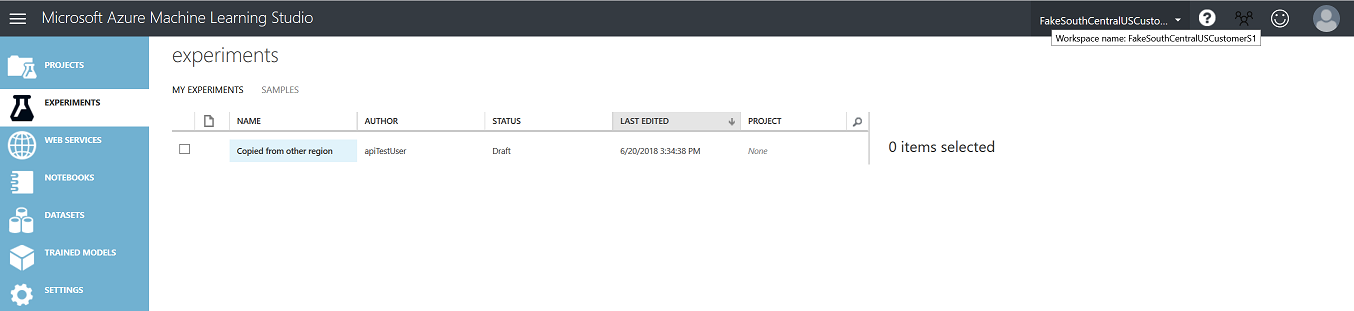 Microsoft Azure Machine Learning Studio
FakeSouthCentralUSCusto...
?
Workspace name: FakeSouthCentralUSCustomerS1
PROJECTS
EXPERIMENTS
WEB SERVICES
NOTEBOOKS
DATASETS
TRAINED MODELS
SETTINGS
experiments
MY EXPERIMENTS SAMPLES
NAME AUTHOR STATUS LAST EDITED PROJECT
Copied from other region apiTestUser Draft 6/20/2018 3:34:38 PM None
0 items selected